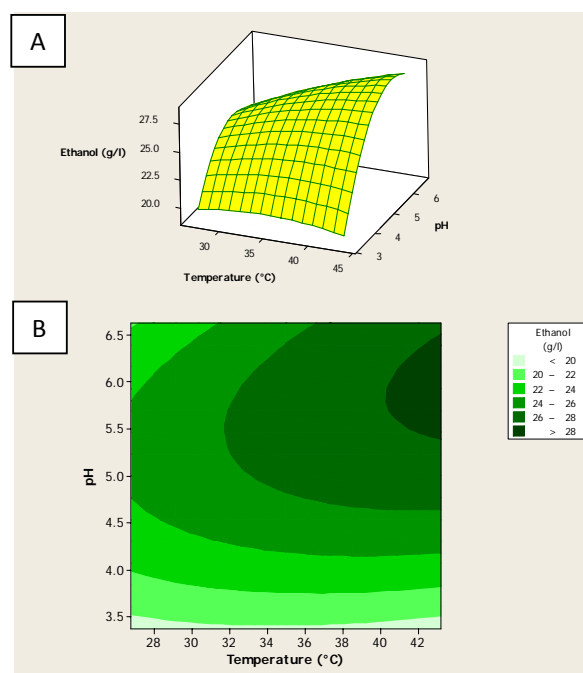 A
27.5
Ethanol (g/l)
25.0
22.5
20.0
6
5
pH
4
3
30
35
40
45
Temperature (°C)
B
6.5
6.0
5.5
5.0
4.5
4.0
3.5
pH
28 30 32 34 36 38 40 42
Temperature (°C)
Ethanol
(g/l)
< 20
20 – 22
22 – 24
24 – 26
26 – 28
> 28